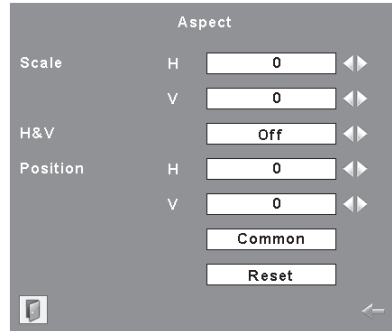 Aspect
Scale H 0
V 0
H&V Off
Position H 0
V 0
Common
Reset